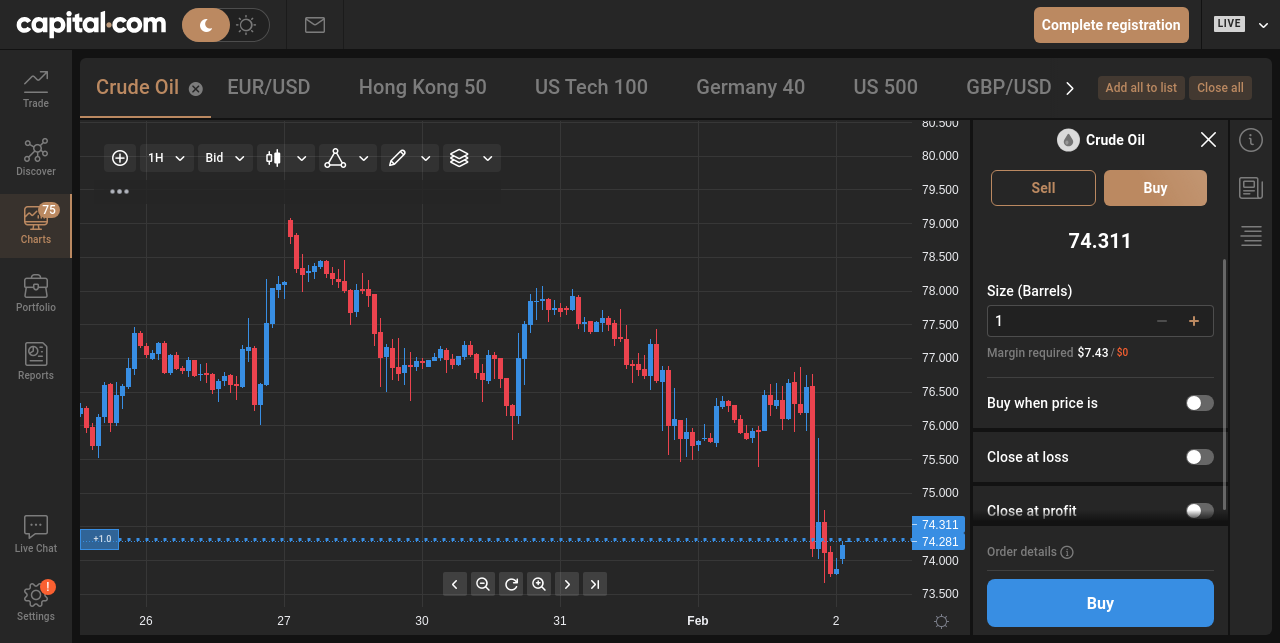 capital.com
Complete registration
LIVE
Trade
Discover
75
Charts
Portfolio
Reports
Live Chat
!
Settings
Crude Oil EUR/USD Hong Kong 50 US Tech 100 Germany 40 US 500 GBP/USD
Add all to list
Close all
1H
Bid
80.500
80.000
79.500
79.000
78.500
78.000
77.500
77.000
76.500
76.000
75.500
75.000
74.311
74.281
74.000
73.500
+1.0
26 27 30 31 Feb 2
Crude Oil
Sell
Buy
74.311
Size (Barrels)
1
Margin required $7.43 / $0
Buy when price is
Close at loss
Close at profit
Order details
Buy